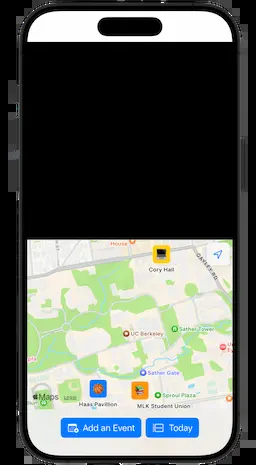 House
GAYLEY RD
Cory Hall
Sather Tower
UC Berkeley
Sather Gate
Maps
LEGAL
Haas Pavilion
Sproul Plaza
MLK Student Union
Add an Event
Today